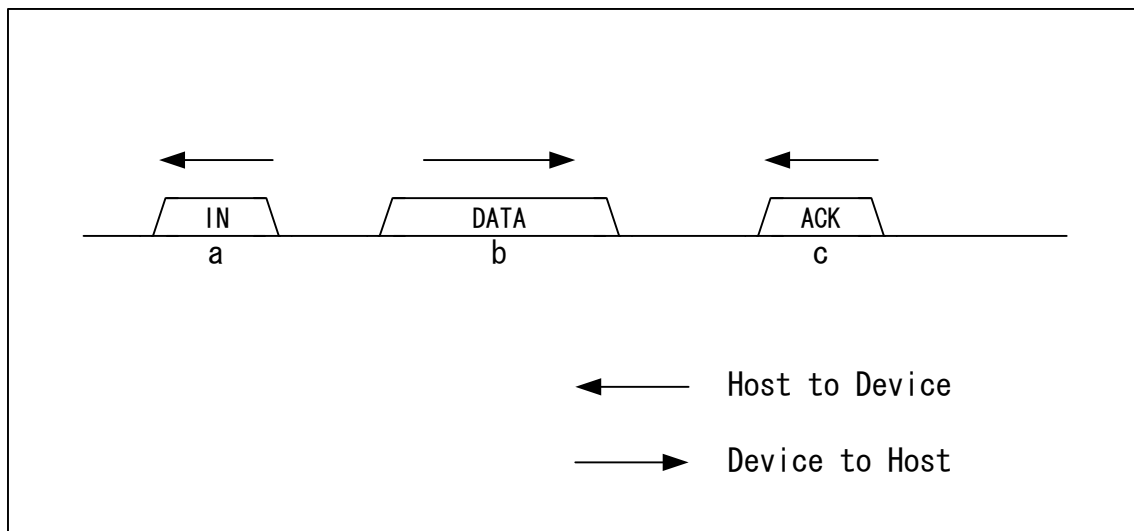 IN DATA ACK
a b c
Host to Device
Device to Host